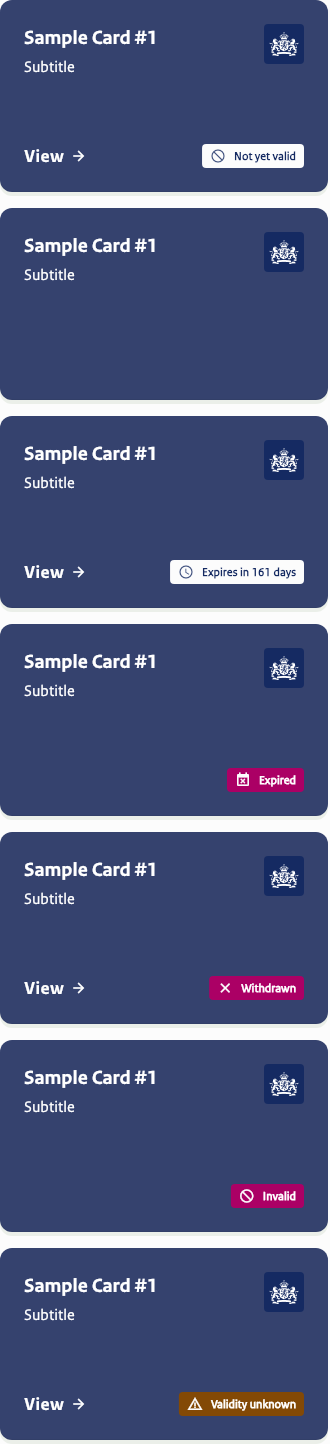 Sample Card #1
Subtitle
View → Not yet valid
Sample Card #1
Subtitle
Sample Card #1
Subtitle
View → Expires in 161 days
Sample Card #1
Subtitle
Expired
Sample Card #1
Subtitle
View → Withdrawn
Sample Card #1
Subtitle
Invalid
Sample Card #1
Subtitle
View → Validity unknown